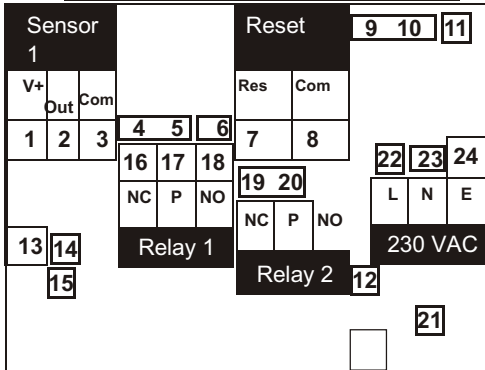 Sensor 1
Reset
9 10 11
V+ Out Com
Res Com
1 2 3
4 5 6
7 8
16 17 18
22 23 24
NC P NO
19 20
L N E
NC P NO
13 14
Relay 1
230 VAC
15
Relay 2
12
21